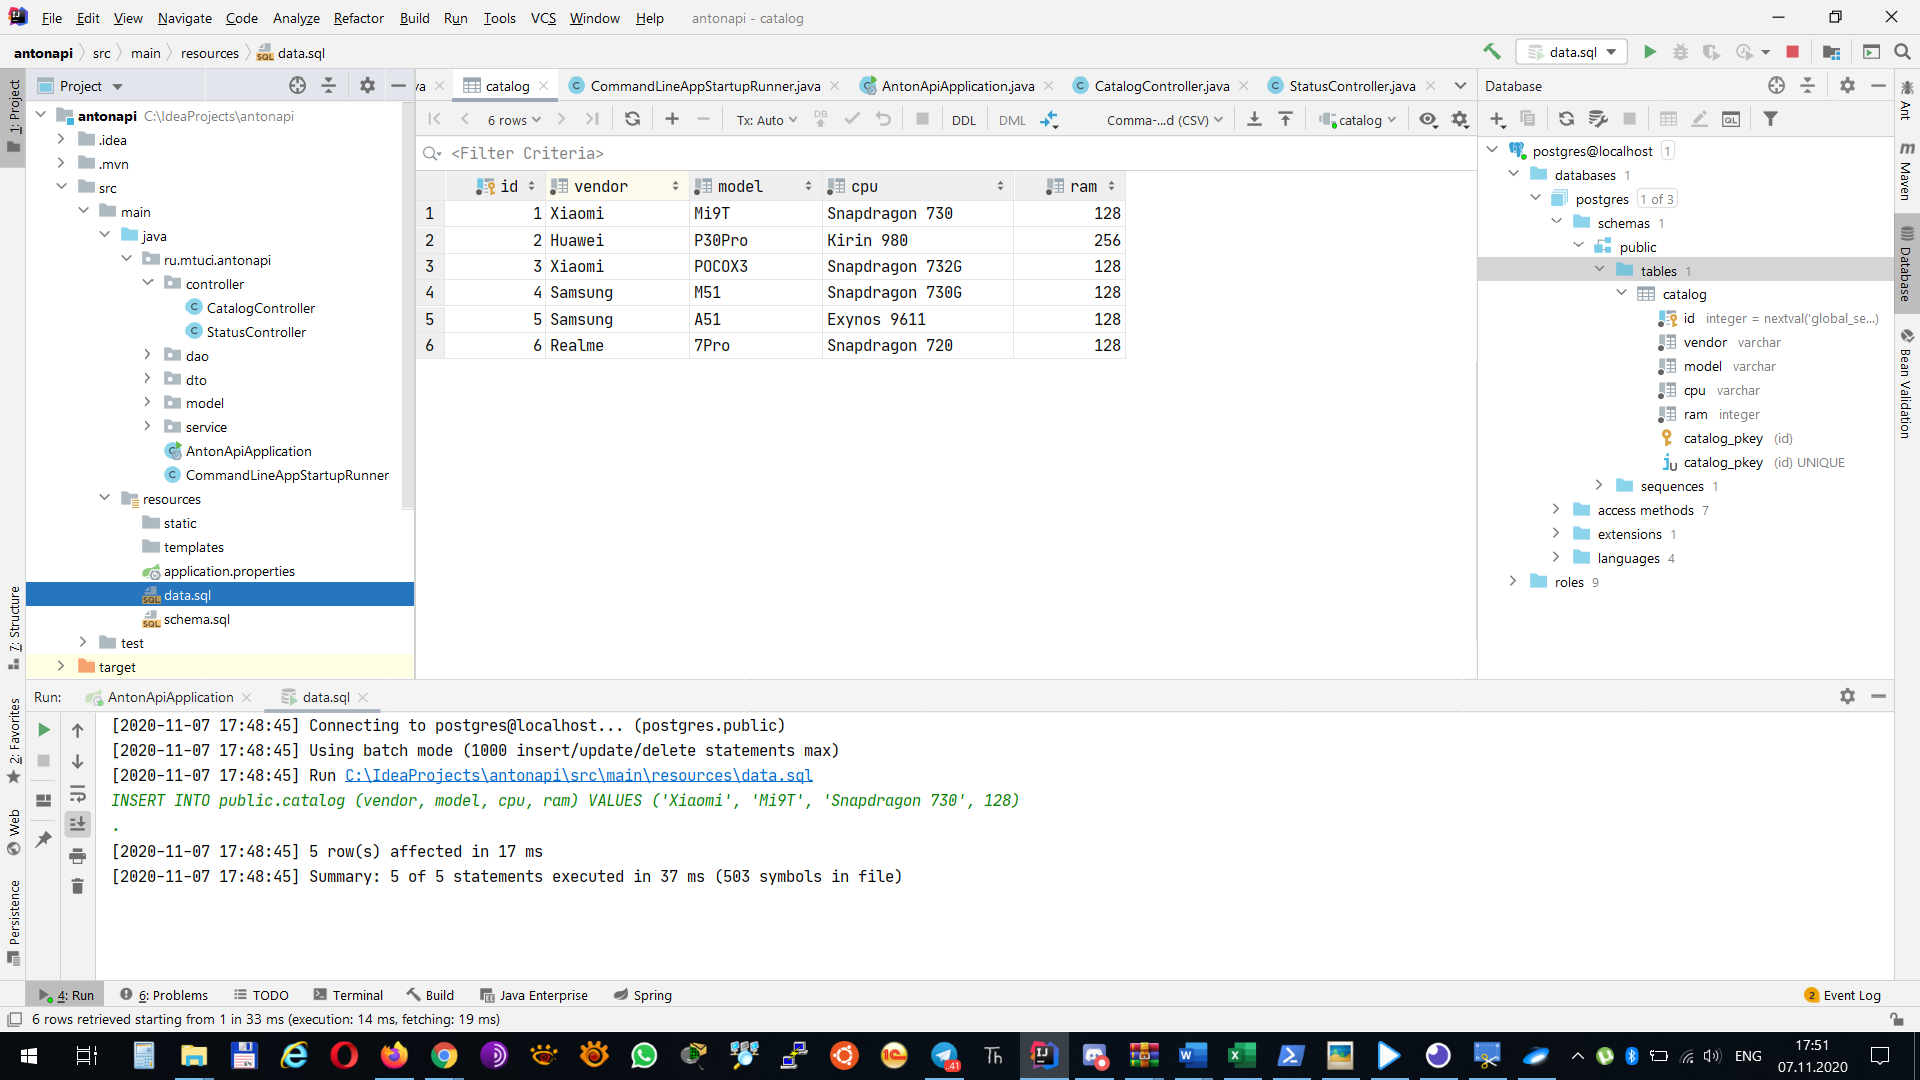 File Edit View Navigate Code Analyze Refactor Build Run Tools VCS Window Help antonapi - catalog
antonapi src main resources data.sql data.sql
1: Project
Project
antonapi C:\IdeaProjects\antonapi
.idea
.mvn
src
main
java
ru.mtuci.antonapi
controller
CatalogController
StatusController
dao
dto
model
service
AntonApiApplication
CommandLineAppStartupRunner
resources
static
templates
application.properties
data.sql
schema.sql
test
target
va catalog CommandLineAppStartupRunner.java AntonApiApplication.java CatalogController.java StatusController.java
6 rows Tx: Auto DB DDL DML Comma-...d (CSV) catalog
<Filter Criteria>
id vendor model cpu ram
1 1 Xiaomi Mi9T Snapdragon 730 128
2 2 Huawei P30Pro Kirin 980 256
3 3 Xiaomi POCOX3 Snapdragon 732G 128
4 4 Samsung M51 Snapdragon 730G 128
5 5 Samsung A51 Exynos 9611 128
6 6 Realme 7Pro Snapdragon 720 128
Database
QL
postgres@localhost 1
databases 1
postgres 1 of 3
schemas 1
public
tables 1
catalog
id integer = nextval('global_se...)
vendor varchar
model varchar
cpu varchar
ram integer
catalog_pkey (id)
catalog_pkey (id) UNIQUE
sequences 1
access methods 7
extensions 1
languages 4
roles 9
Ant
Maven
Database
Bean Validation
7: Structure
2: Favorites
Web
Persistence
Run: AntonApiApplication data.sql
[2020-11-07 17:48:45] Connecting to postgres@localhost... (postgres.public)
[2020-11-07 17:48:45] Using batch mode (1000 insert/update/delete statements max)
[2020-11-07 17:48:45] Run C:\IdeaProjects\antonapi\src\main\resources\data.sql
INSERT INTO public.catalog (vendor, model, cpu, ram) VALUES ('Xiaomi', 'Mi9T', 'Snapdragon 730', 128)
.
[2020-11-07 17:48:45] 5 row(s) affected in 17 ms
[2020-11-07 17:48:45] Summary: 5 of 5 statements executed in 37 ms (503 symbols in file)
4: Run 6: Problems TODO Terminal Build Java Enterprise Spring 2 Event Log
6 rows retrieved starting from 1 in 33 ms (execution: 14 ms, fetching: 19 ms)
Th ENG 17:51
07.11.2020